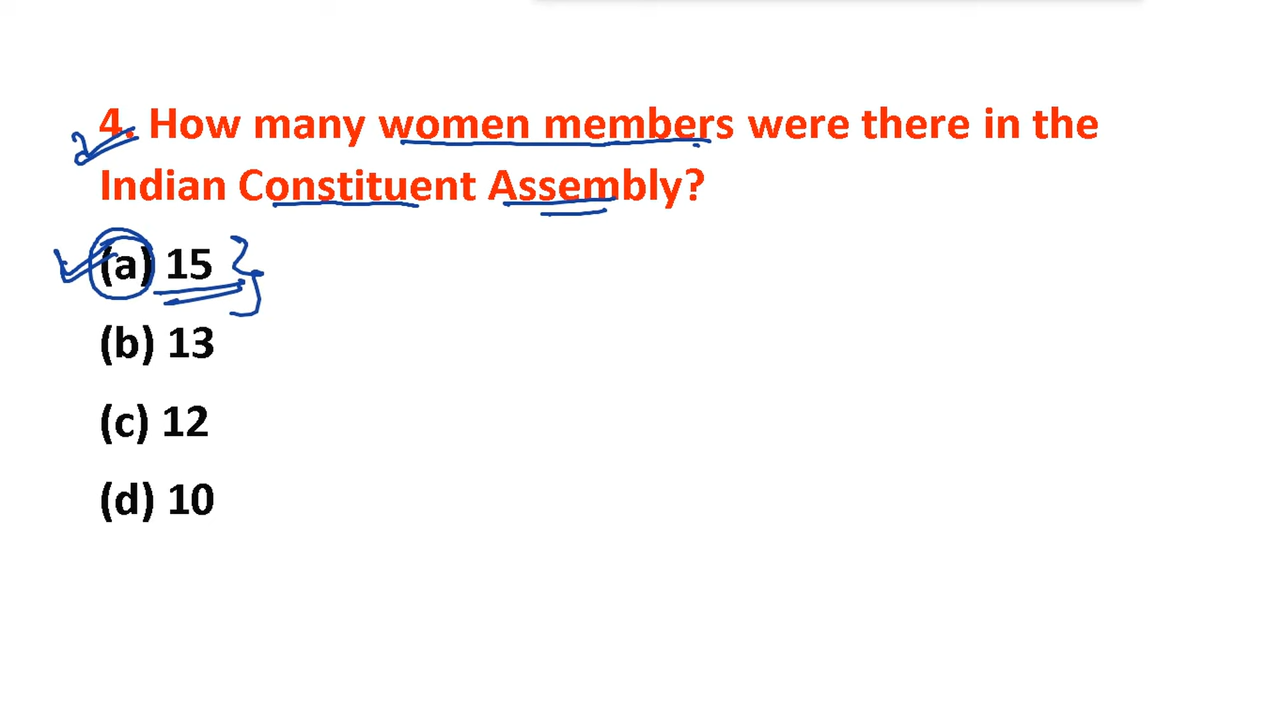 4. How many women members were there in the
Indian Constituent Assembly?
(a) 15
(b) 13
(c) 12
(d) 10